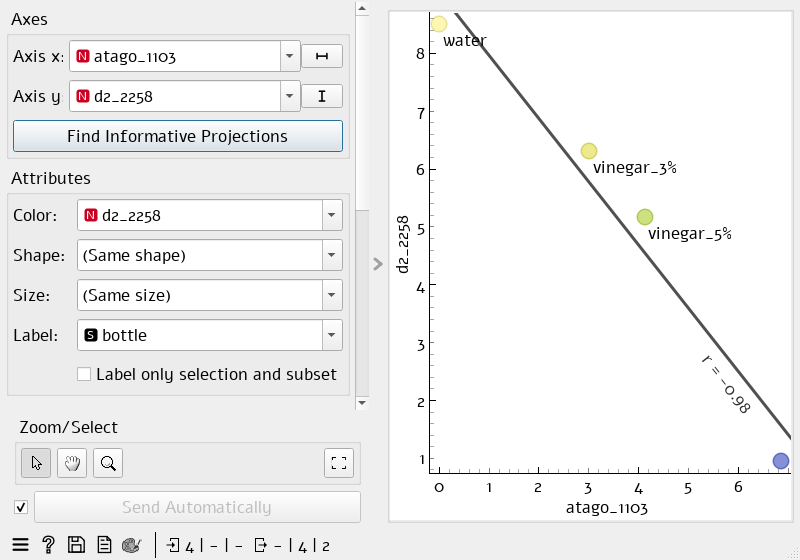 Axes
Axis x: N atago_1103
Axis y: N d2_2258
Find Informative Projections
Attributes
Color: N d2_2258
Shape: (Same shape)
Size: (Same size)
Label: S bottle
Label only selection and subset
Zoom/Select
Send Automatically
4 | - | - - | 4 | 2
water
vinegar_3%
vinegar_5%
r = -0.98
d2_2258
8
7
6
5
4
3
2
1
0 1 2 3 4 5 6
atago_1103